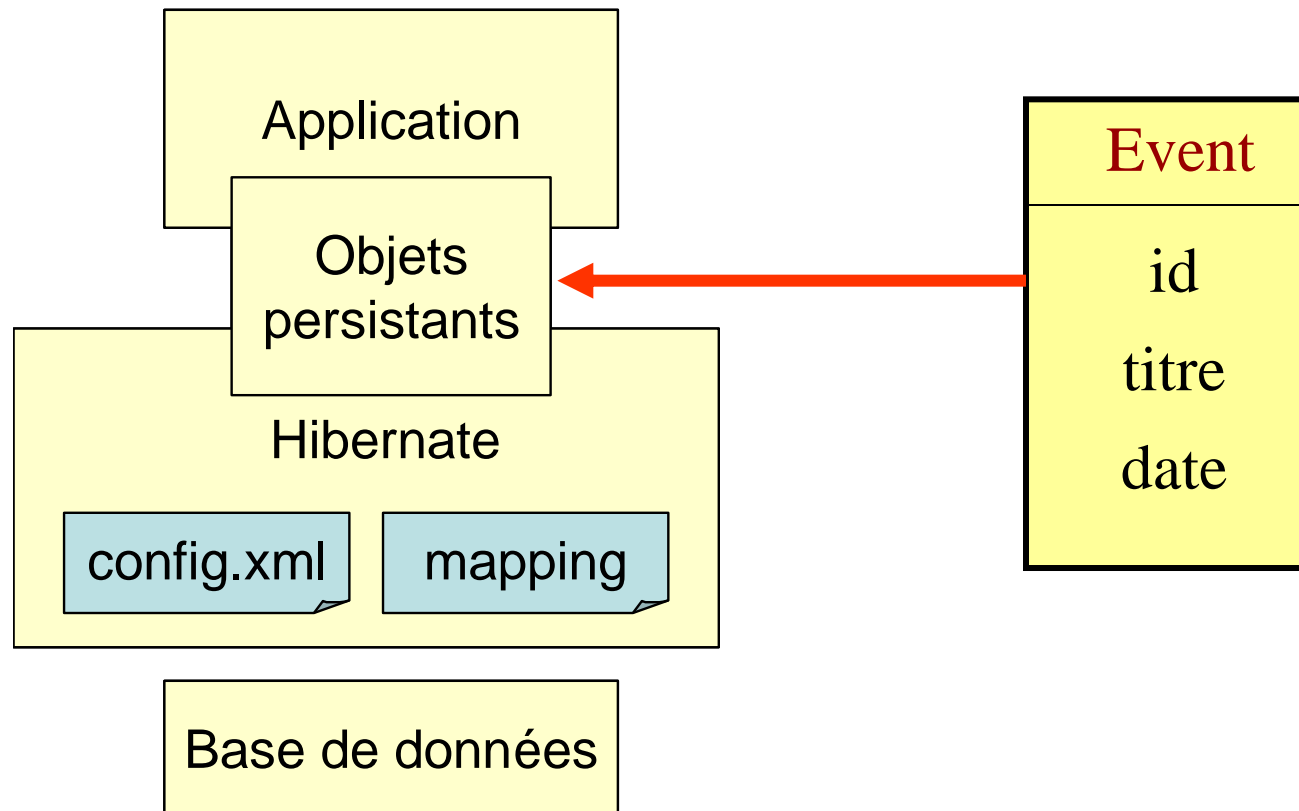 Application
Objets
persistants
Hibernate
config.xml
mapping
Base de données
Event
id
titre
date